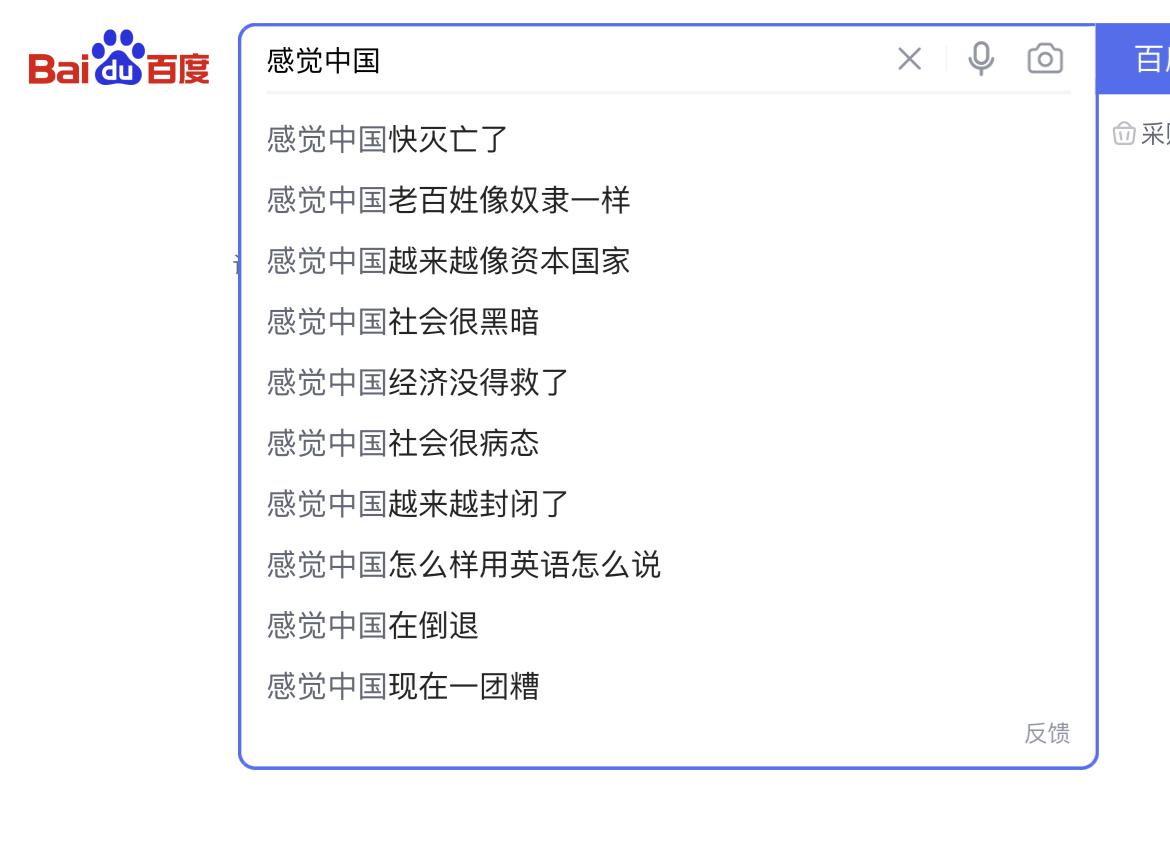 Bai du 百度
感觉中国
百
采
感觉中国快灭亡了
感觉中国老百姓像奴隶一样
感觉中国越来越像资本国家
感觉中国社会很黑暗
感觉中国经济没得救了
感觉中国社会很病态
感觉中国越来越封闭了
感觉中国怎么样用英语怎么说
感觉中国在倒退
感觉中国现在一团糟
反馈